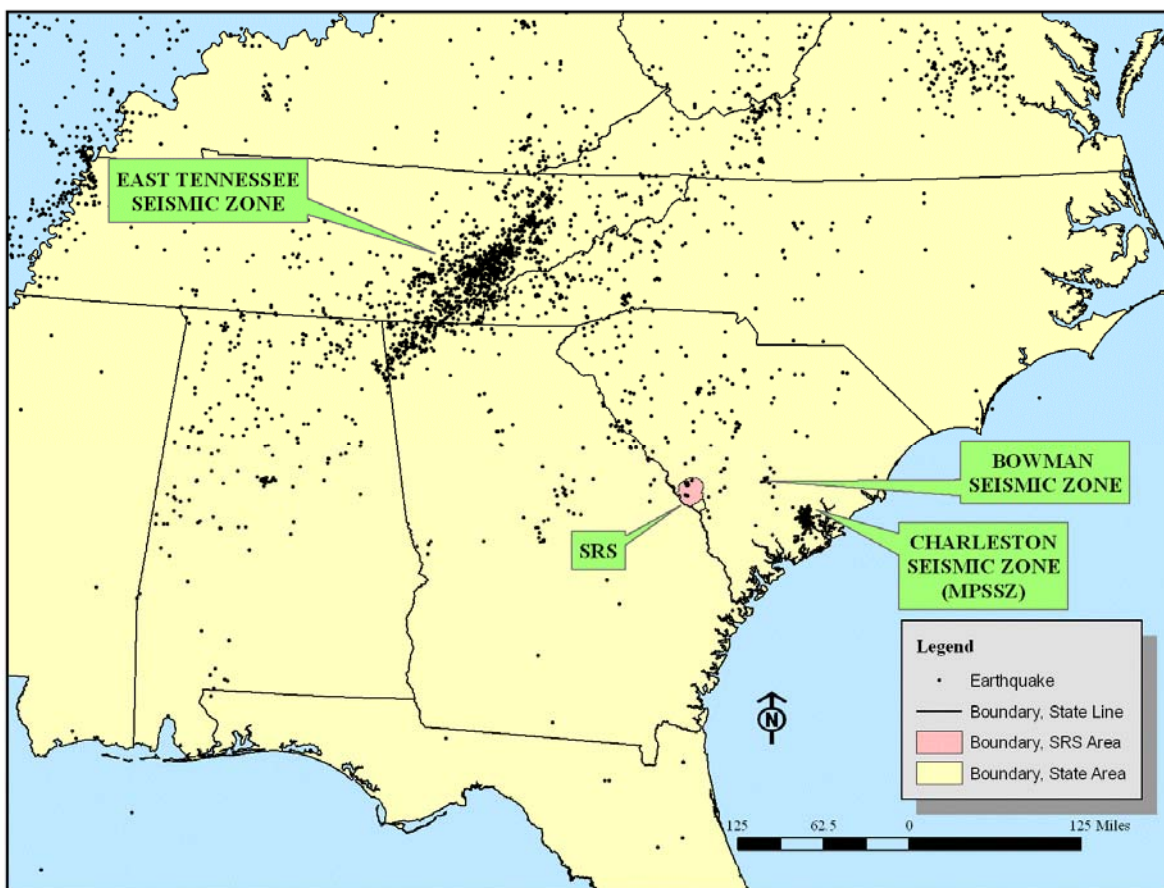 EAST TENNESSEE
SEISMIC ZONE
BOWMAN
SEISMIC ZONE
SRS
CHARLESTON
SEISMIC ZONE
(MPSSZ)
Legend
Earthquake
Boundary, State Line
Boundary, SRS Area
Boundary, State Area
N
125 62.5 0 125 Miles